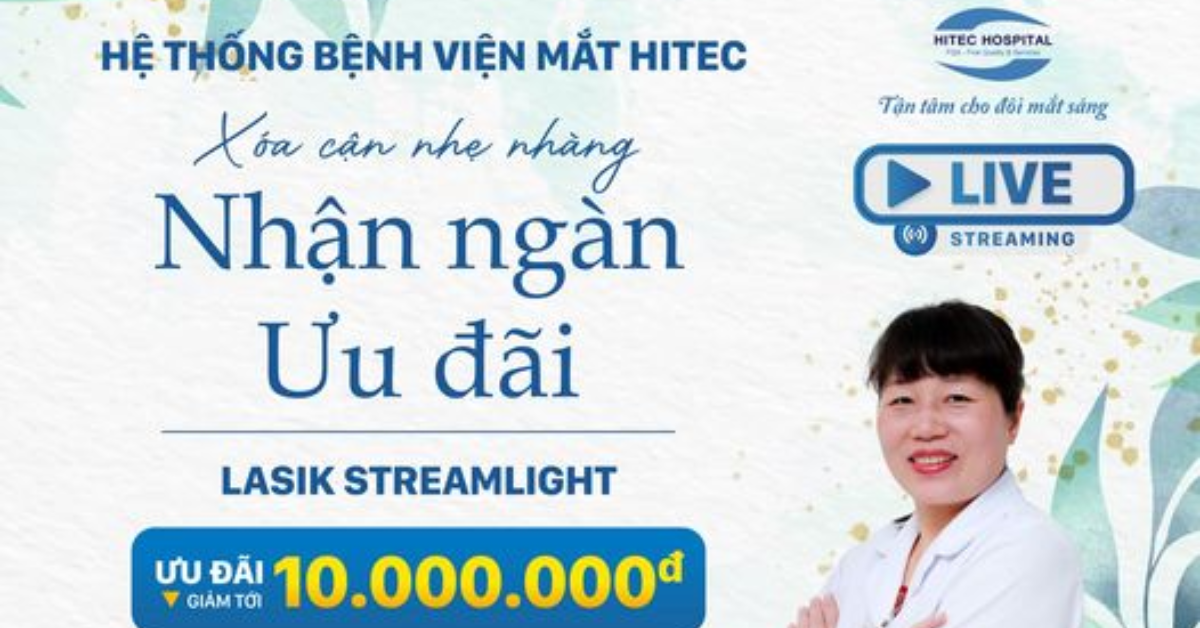 HỆ THỐNG BỆNH VIỆN MẮT HITEC
Xóa cận nhẹ nhàng
Nhận ngàn
Ưu đãi
LASIK STREAMLIGHT
ƯU ĐÃI
▼ GIẢM TỚI
10.000.000đ
HITEC HOSPITAL
Tận tâm cho đôi mắt sáng
LIVE
STREAMING